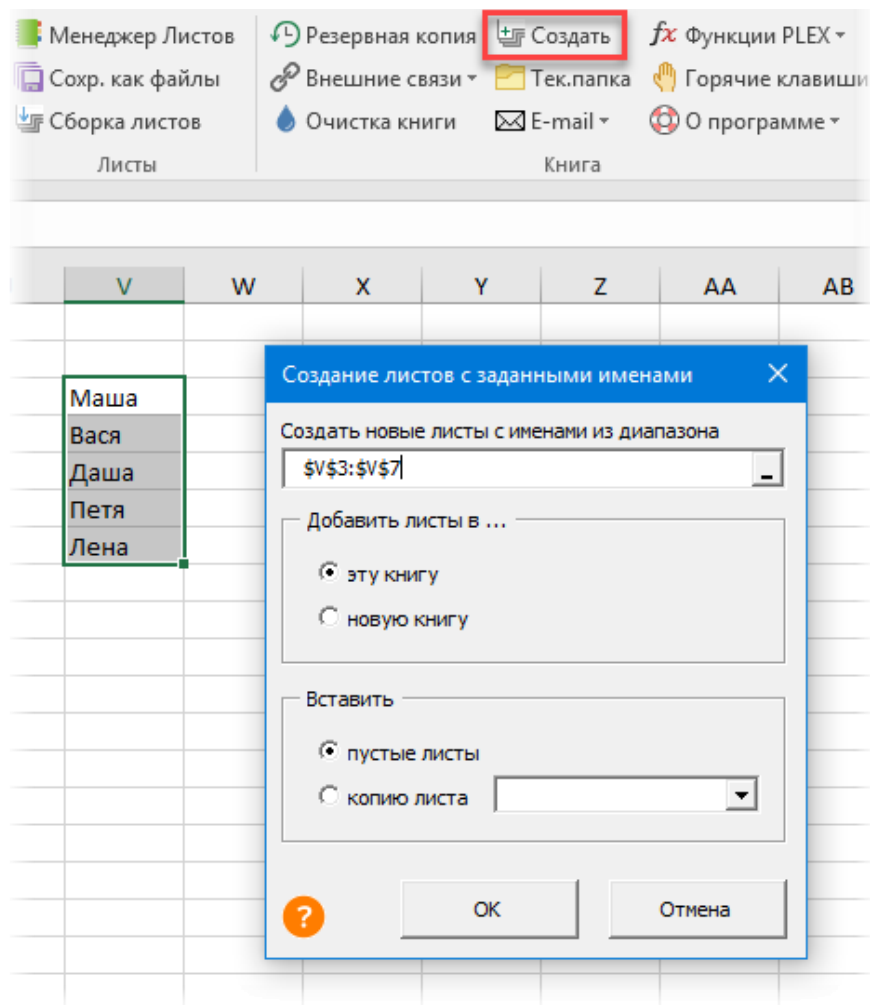 Менеджер Листов Резервная копия Создать fx Функции PLEX
Сохр. как файлы Внешние связи Тек.папка Горячие клавиши
Сборка листов Очистка книги E-mail О программе
Листы Книга
V W X Y Z AA AB
Создание листов с заданными именами
Маша
Вася
Даша
Петя
Лена
Создать новые листы с именами из диапазона
$V$3:$V$7
Добавить листы в ...
эту книгу
новую книгу
Вставить
пустые листы
копию листа
? ОК Отмена